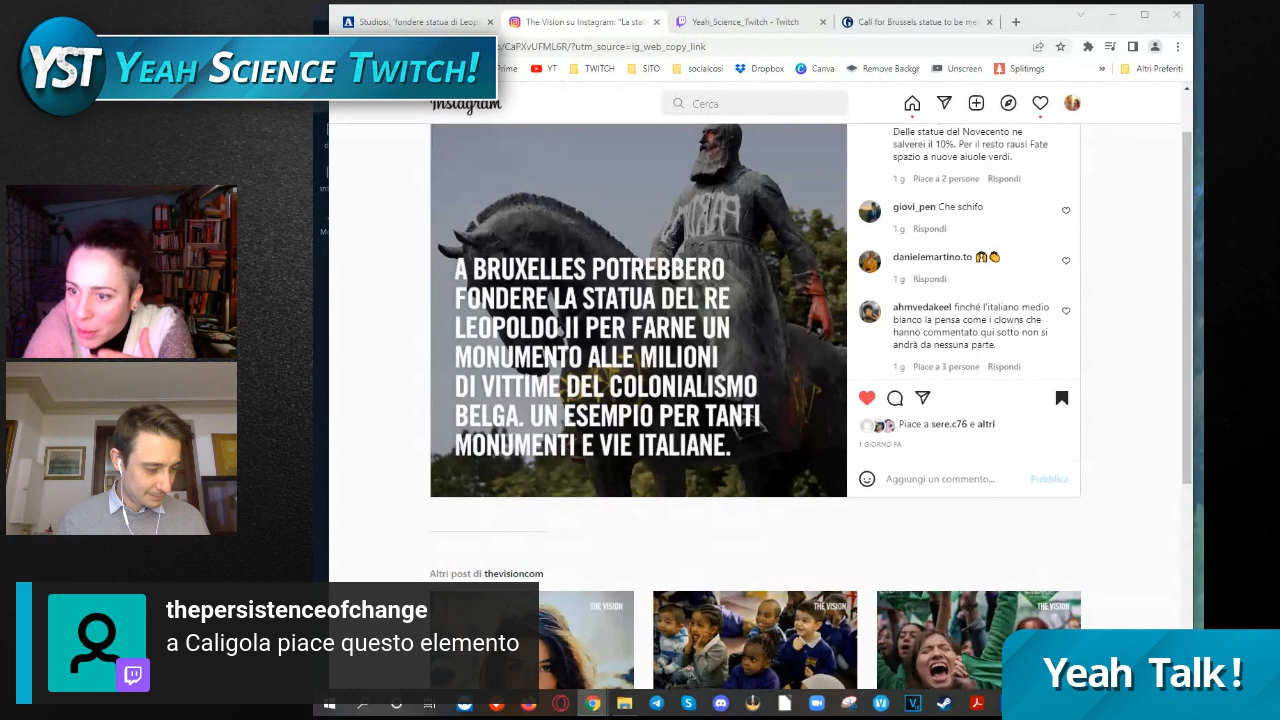 YST YEAH SCIENCE TWITCH!
Studiosi, 'fondere statua di Leop
The Vision su Instagram: "La stat
Yeah_Science_Twitch - Twitch
Call for Brussels statue to be me
/CaPXvUFML6R/?utm_source=ig_web_copy_link
Prime
YT
TWITCH
SITO
socialcosi
Dropbox
Canva
Remove Backgr
Unscreen
Splitimgs
»
Altri Preferiti
Instagram
Cerca
A BRUXELLES POTREBBERO
FONDERE LA STATUA DEL RE
LEOPOLDO II PER FARNE UN
MONUMENTO ALLE MILIONI
DI VITTIME DEL COLONIALISMO
BELGA. UN ESEMPIO PER TANTI
MONUMENTI E VIE ITALIANE.
Delle statue del Novecento ne
salverei il 10%. Per il resto raus! Fate
spazio a nuove aiuole verdi.
1 g Piace a 2 persone Rispondi
giovi_pen Che schifo
1 g Rispondi
danielemartino.to
1 g Rispondi
ahmvedakeel finché l'italiano medio
bianco la pensa come i clowns che
hanno commentato qui sotto non si
andrà da nessuna parte.
1 g Piace a 3 persone Rispondi
Piace a sere.c76 e altri
1 GIORNO FA
Aggiungi un commento...
Pubblica
Altri post di thevisioncom
THE VISION
THE VISION
THE VISION
thepersistenceofchange
a Caligola piace questo elemento
Yeah Talk!